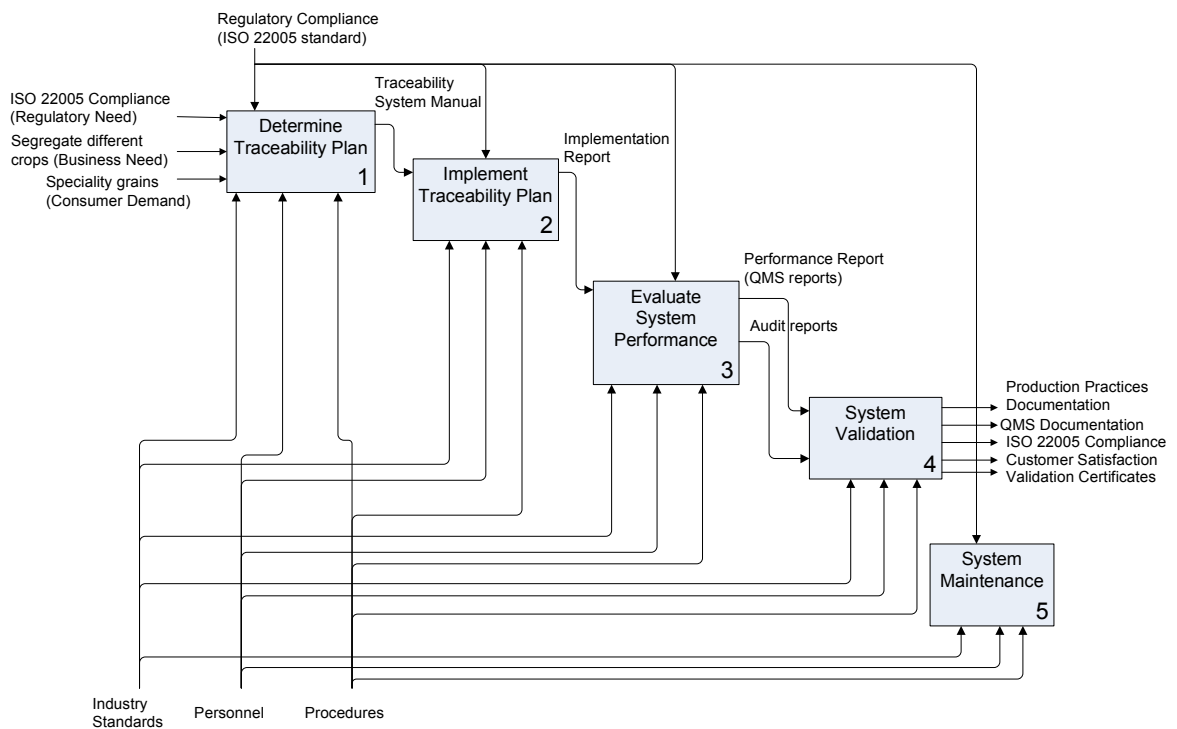 Regulatory Compliance
(ISO 22005 standard)
Traceability
System Manual
ISO 22005 Compliance
(Regulatory Need)
Segregate different
crops (Business Need)
Speciality grains
(Consumer Demand)
Determine
Traceability Plan
1
Implementation
Report
Implement
Traceability Plan
2
Performance Report
(QMS reports)
Audit reports
Evaluate
System
Performance
3
System
Validation
4
Production Practices
Documentation
QMS Documentation
ISO 22005 Compliance
Customer Satisfaction
Validation Certificates
System
Maintenance
5
Industry
Standards
Personnel
Procedures